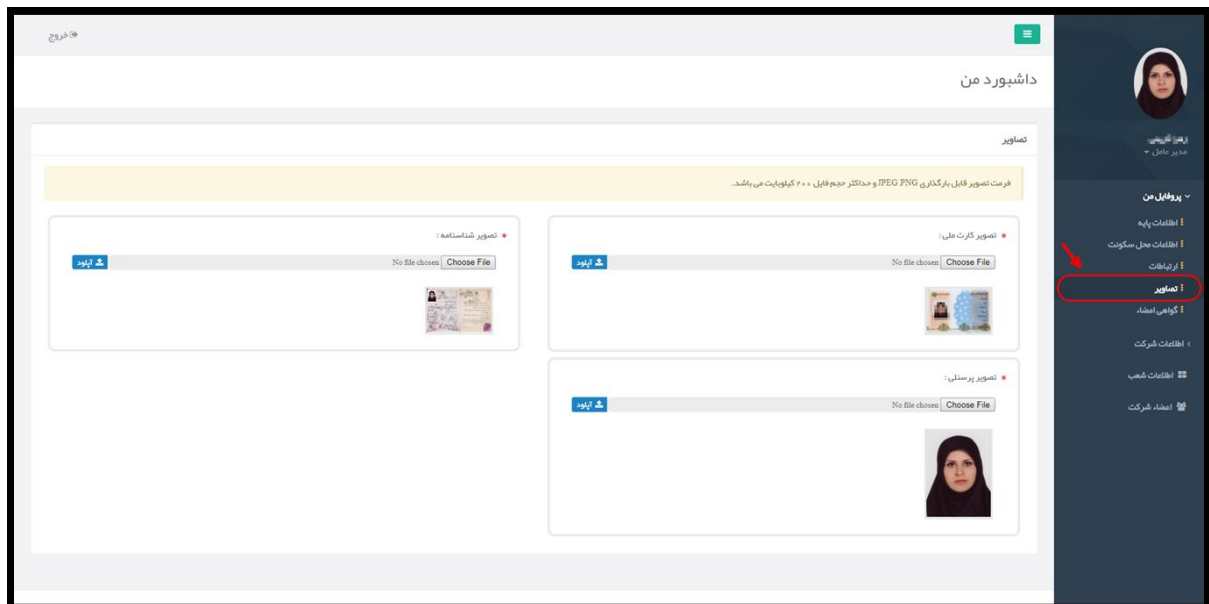 خروج
داشبورد من
تصاویر
فرمت تصویر قابل بارگذاری JPEG ,PNG و حداکثر حجم فایل ۲۰۰ کیلوبایت می باشد.
* تصویر کارت ملی :
Choose File No file chosen
آپلود
* تصویر شناسنامه :
Choose File No file chosen
آپلود
* تصویر پرسنلی :
Choose File No file chosen
آپلود
مدیر عامل
پروفایل من
اطلاعات پایه
اطلاعات محل سکونت
ارتباطات
تصاویر
گواهی امضاء
اطلاعات شرکت
اطلاعات شعب
اعضاء شرکت